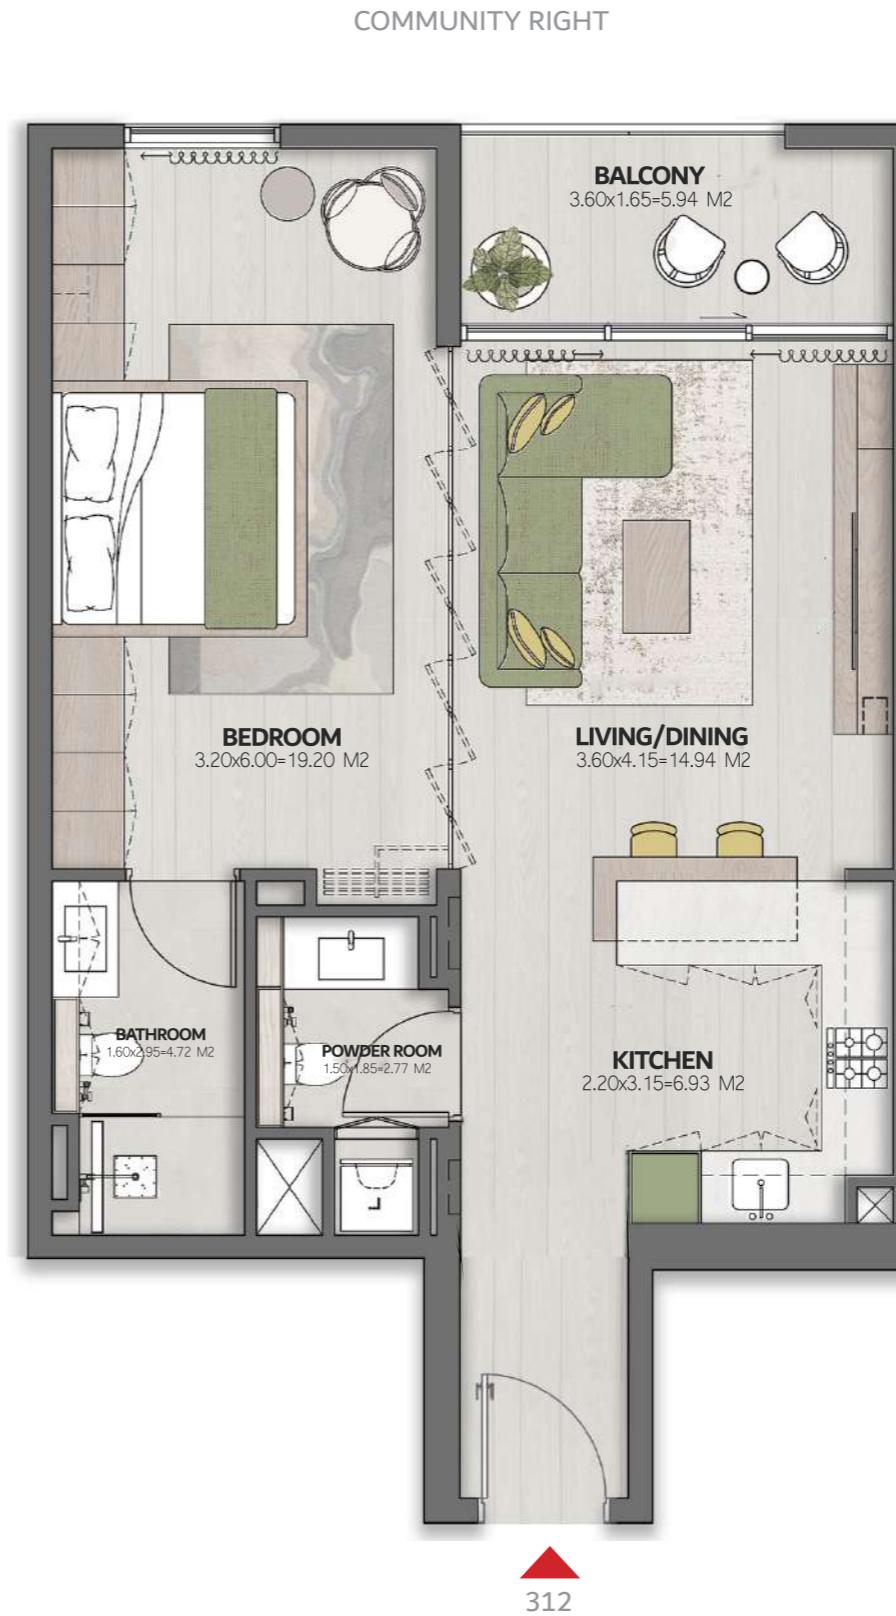 COMMUNITY RIGHT
BALCONY
3.60x1.65=5.94 M2
BEDROOM
3.20x6.00=19.20 M2
LIVING/DINING
3.60x4.15=14.94 M2
BATHROOM
1.60x2.95=4.72 M2
POWDER ROOM
1.50x1.85=2.77 M2
KITCHEN
2.20x3.15=6.93 M2
312